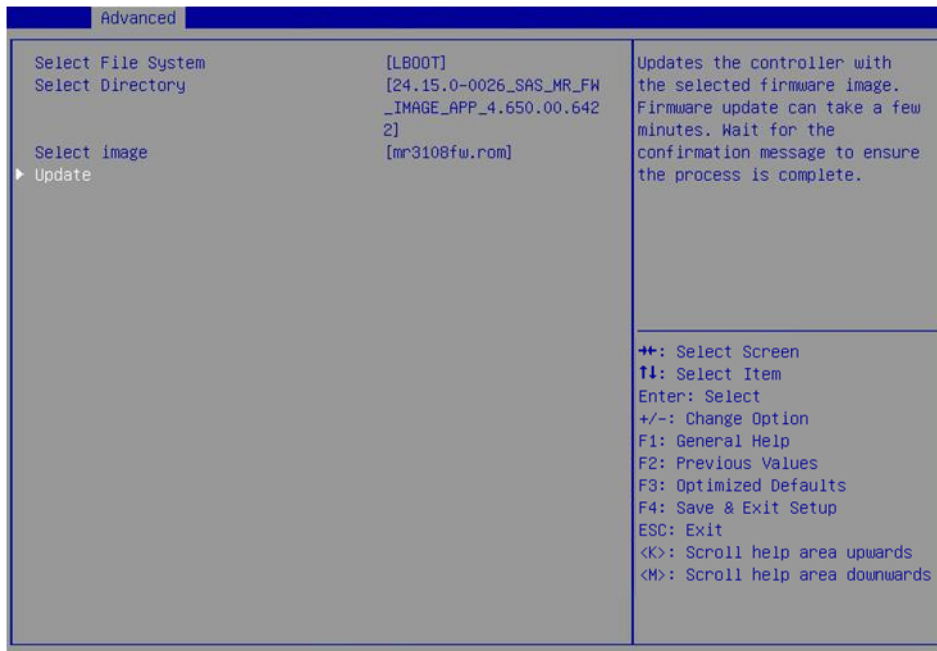 Advanced
Select File System [LBOOT]
Select Directory [24.15.0-0026_SAS_MR_FW
_IMAGE_APP_4.650.00.642
2]
Select image [mr3108fw.rom]
Update
Updates the controller with
the selected firmware image.
Firmware update can take a few
minutes. Wait for the
confirmation message to ensure
the process is complete.
→←: Select Screen
↑↓: Select Item
Enter: Select
+/-: Change Option
F1: General Help
F2: Previous Values
F3: Optimized Defaults
F4: Save & Exit Setup
ESC: Exit
<K>: Scroll help area upwards
<M>: Scroll help area downwards